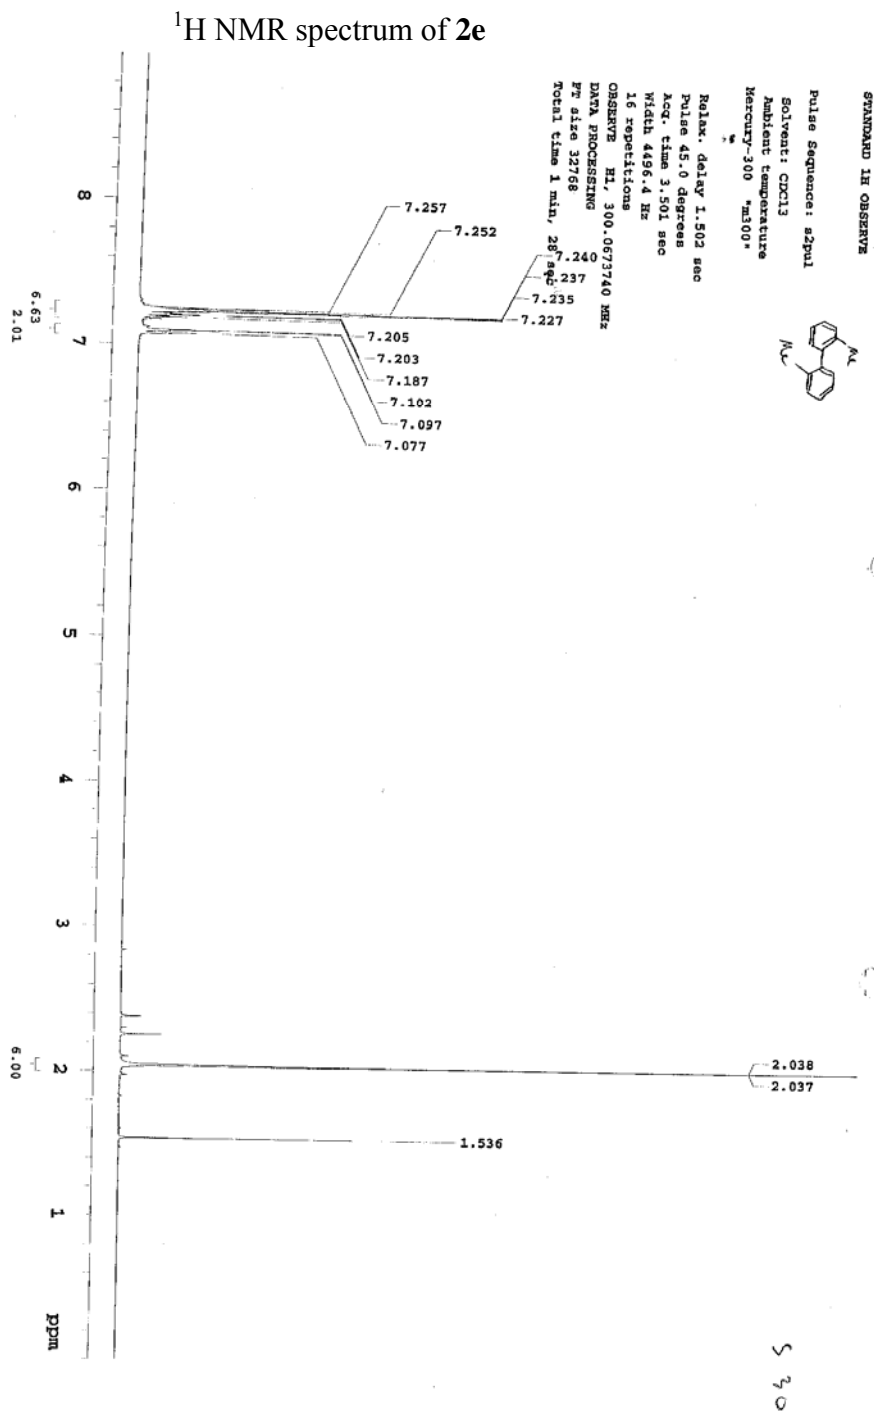 ¹H NMR spectrum of 2e
STANDARD 1H OBSERVE
Pulse Sequence: s2pul
Solvent: CDCl3
Ambient temperature
Mercury-300 "m300"
Relax. delay 1.502 sec
Pulse 45.0 degrees
Acq. time 3.501 sec
Width 4496.4 Hz
16 repetitions
OBSERVE H1, 300.0673740 MHz
DATA PROCESSING
FT size 32768
Total time 1 min, 28 sec
Me
Me
7.257
7.252
7.240
7.237
7.235
7.227
7.205
7.203
7.187
7.102
7.097
7.077
2.038
2.037
1.536
8
7
6
5
4
3
2
1
ppm
6.63
2.01
6.00
S 30